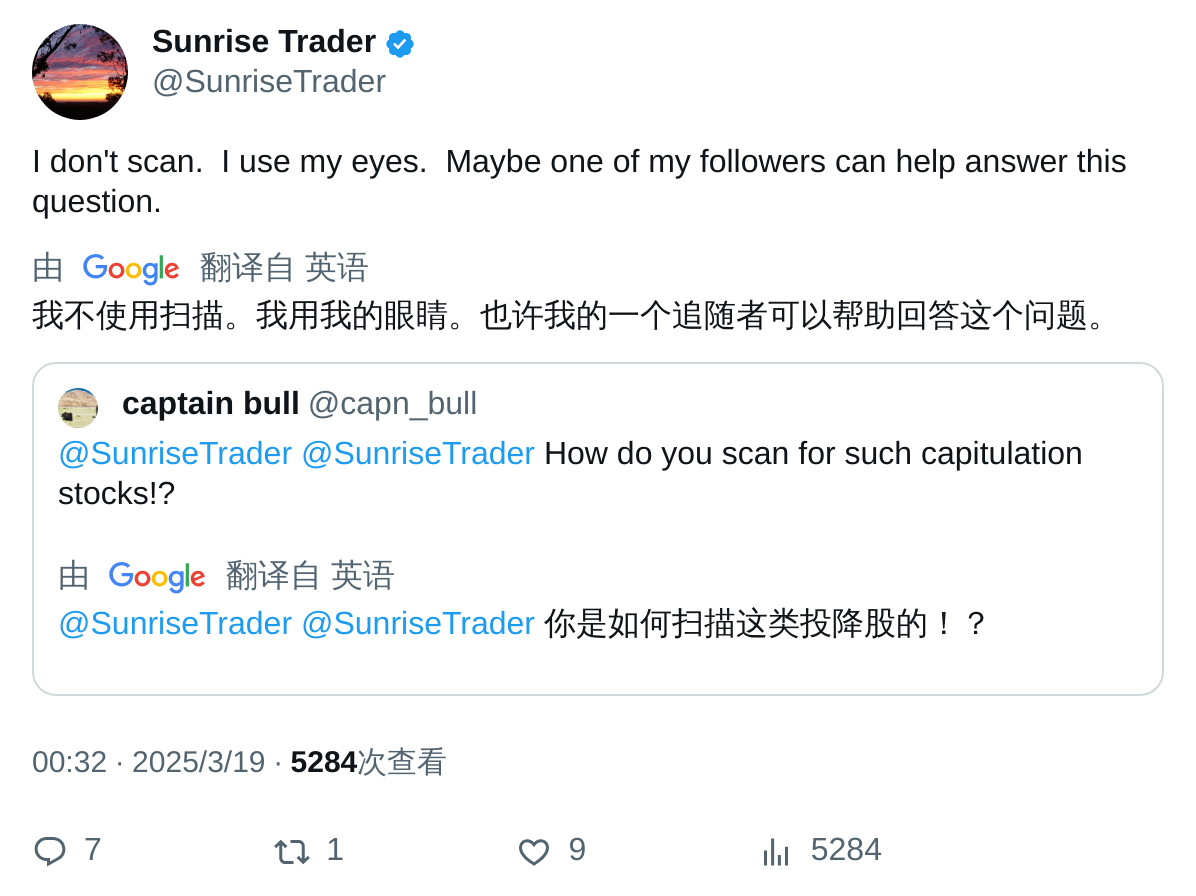 Sunrise Trader
@SunriseTrader
I don't scan.  I use my eyes.  Maybe one of my followers can help answer this
question.
由 Google 翻译自 英语
我不使用扫描。我用我的眼睛。也许我的一个追随者可以帮助回答这个问题。
captain bull @capn_bull
@SunriseTrader @SunriseTrader How do you scan for such capitulation
stocks!?
由 Google 翻译自 英语
@SunriseTrader @SunriseTrader 你是如何扫描这类投降股的！？
00:32 · 2025/3/19 · 5284次查看
7 1 9 5284